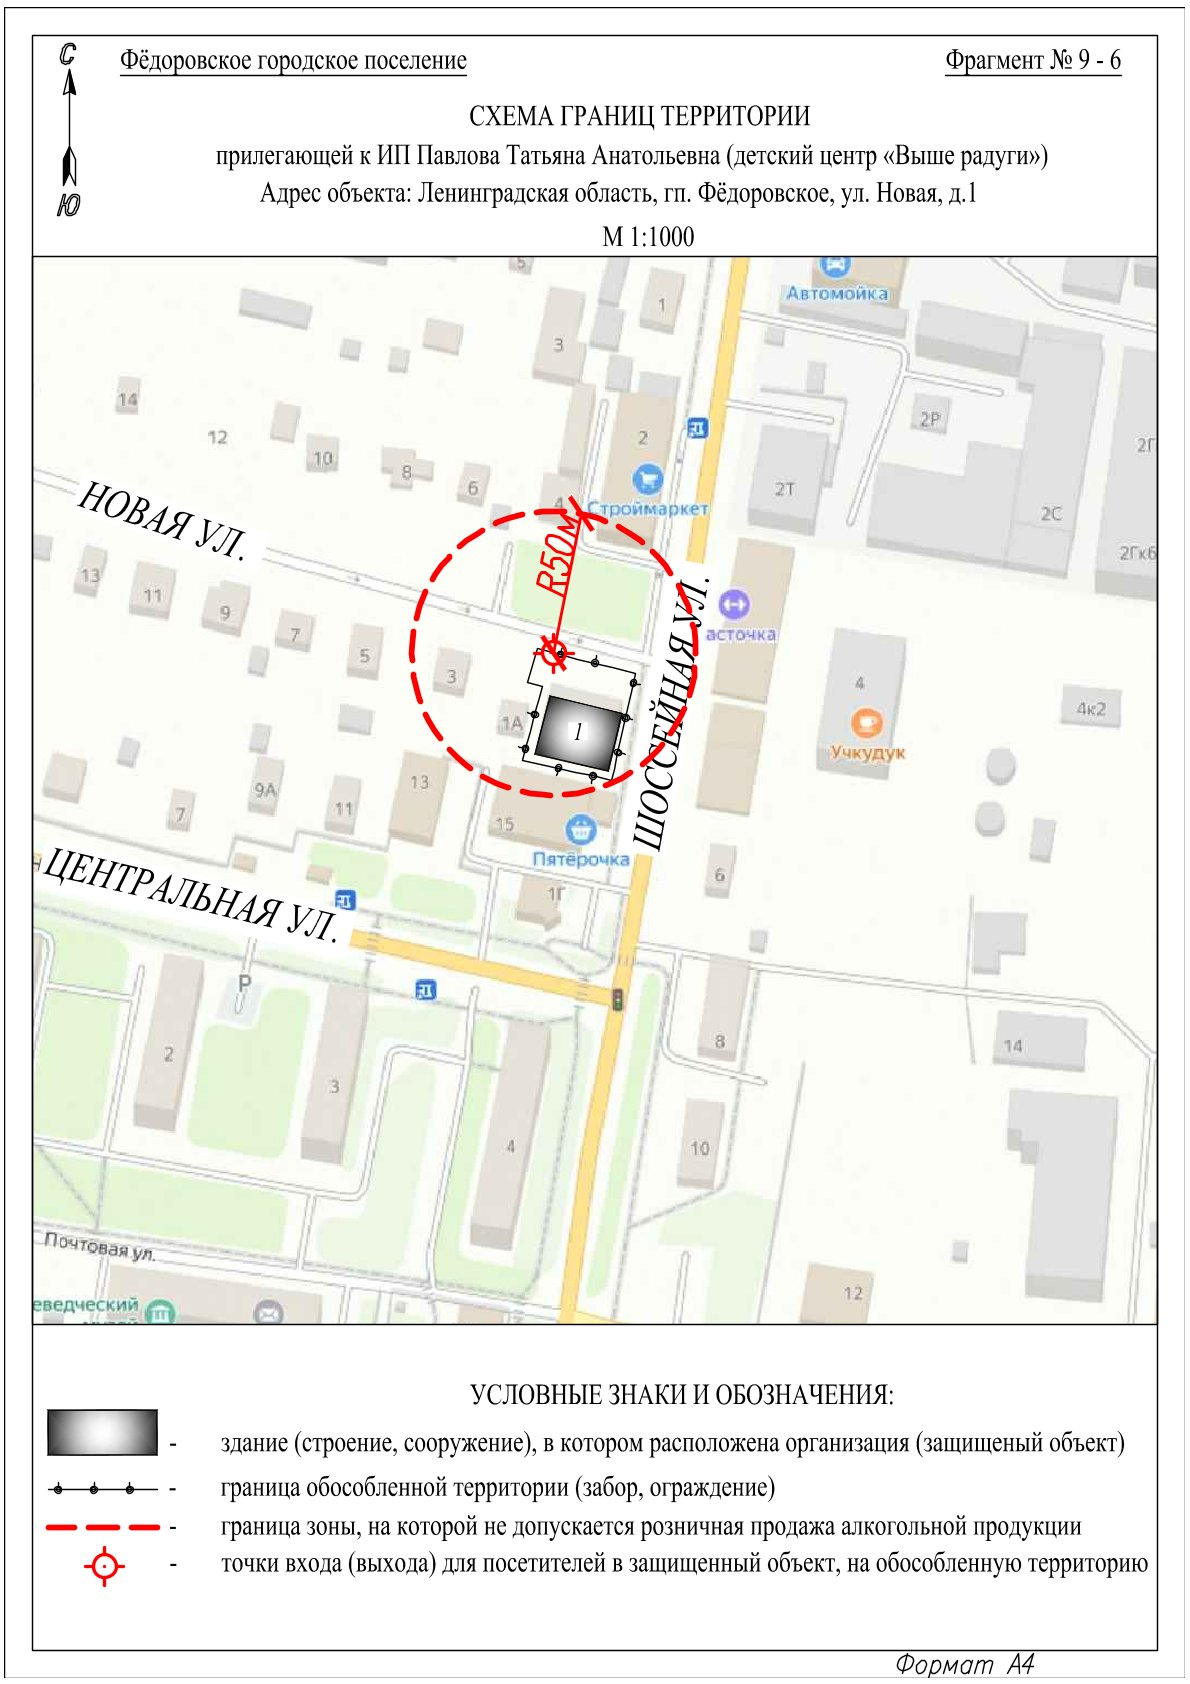 С
Ю
Фёдоровское городское поселение
Фрагмент № 9 - 6
СХЕМА ГРАНИЦ ТЕРРИТОРИИ
прилегающей к ИП Павлова Татьяна Анатольевна (детский центр «Выше радуги»)
Адрес объекта: Ленинградская область, гп. Фёдоровское, ул. Новая, д.1
М 1:1000
5
1
Автомойка
3
14
12
10
8
6
4
2
Строймаркет
2Р
2Т
2С
2Г
2Гк6
НОВАЯ УЛ.
R50м
13
11
9
7
5
3
1А
1
ШОССЕЙНАЯ УЛ.
асточка
4
Учкудук
4к2
9А
7
11
13
15
Пятёрочка
1Г
6
ЦЕНТРАЛЬНАЯ УЛ.
P
2
3
4
8
14
10
12
Почтовая ул.
еведческий
УСЛОВНЫЕ ЗНАКИ И ОБОЗНАЧЕНИЯ:
- здание (строение, сооружение), в котором расположена организация (защищеный объект)
- граница обособленной территории (забор, ограждение)
- граница зоны, на которой не допускается розничная продажа алкогольной продукции
- точки входа (выхода) для посетителей в защищенный объект, на обособленную территорию
Формат А4